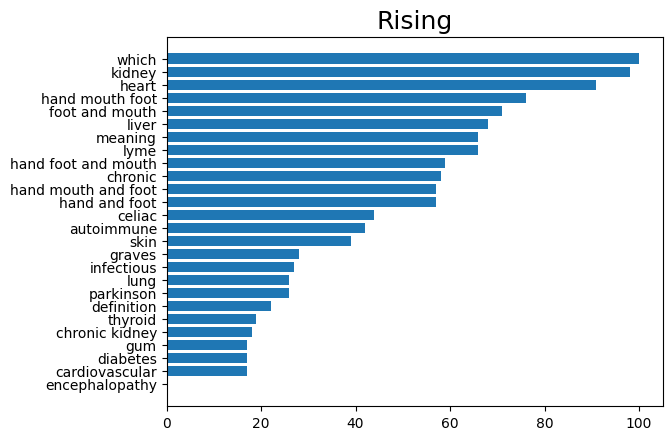 Rising
which
kidney
heart
hand mouth foot
foot and mouth
liver
meaning
lyme
hand foot and mouth
chronic
hand mouth and foot
hand and foot
celiac
autoimmune
skin
graves
infectious
lung
parkinson
definition
thyroid
chronic kidney
gum
diabetes
cardiovascular
encephalopathy
0 20 40 60 80 100